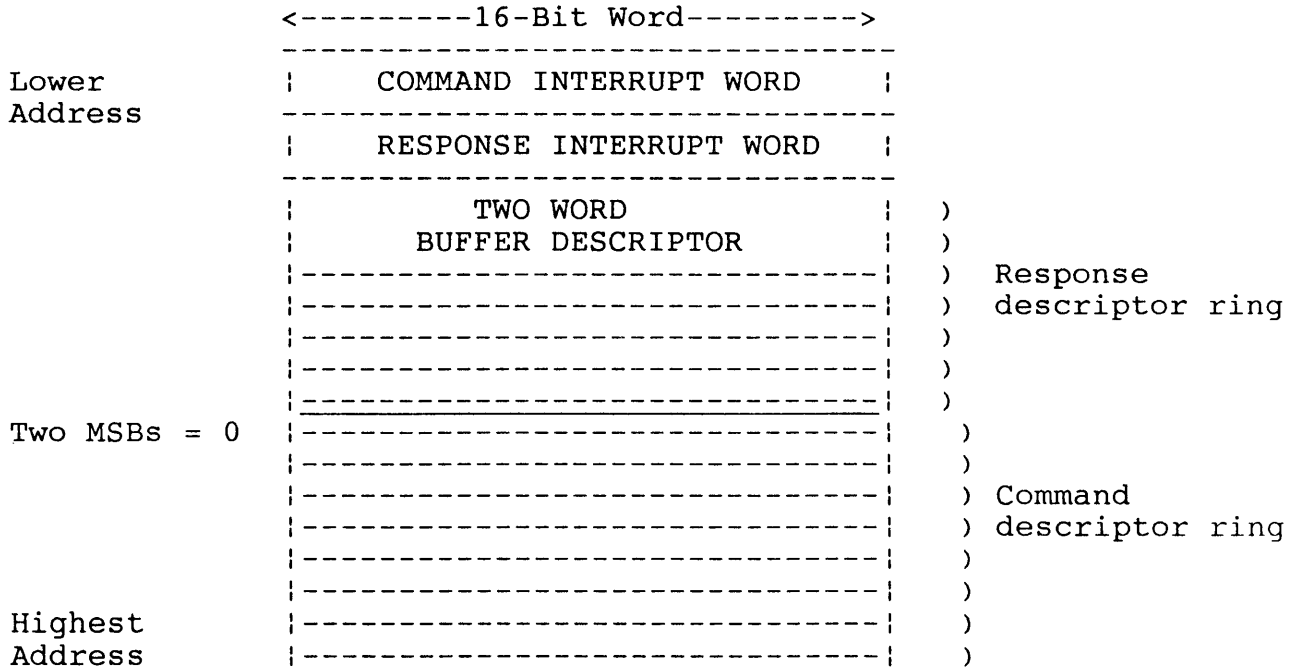 <---------16-Bit Word--------->
--------------------------------
Lower | COMMAND INTERRUPT WORD |
Address --------------------------------
| RESPONSE INTERRUPT WORD |
--------------------------------
| TWO WORD | )
| BUFFER DESCRIPTOR | )
|------------------------------| ) Response
|------------------------------| ) descriptor ring
|------------------------------| )
|------------------------------| )
|------------------------------| )
Two MSBs = 0 |------------------------------| )
|------------------------------| )
|------------------------------| ) Command
|------------------------------| ) descriptor ring
|------------------------------| )
|------------------------------| )
Highest |------------------------------| )
Address |------------------------------| )